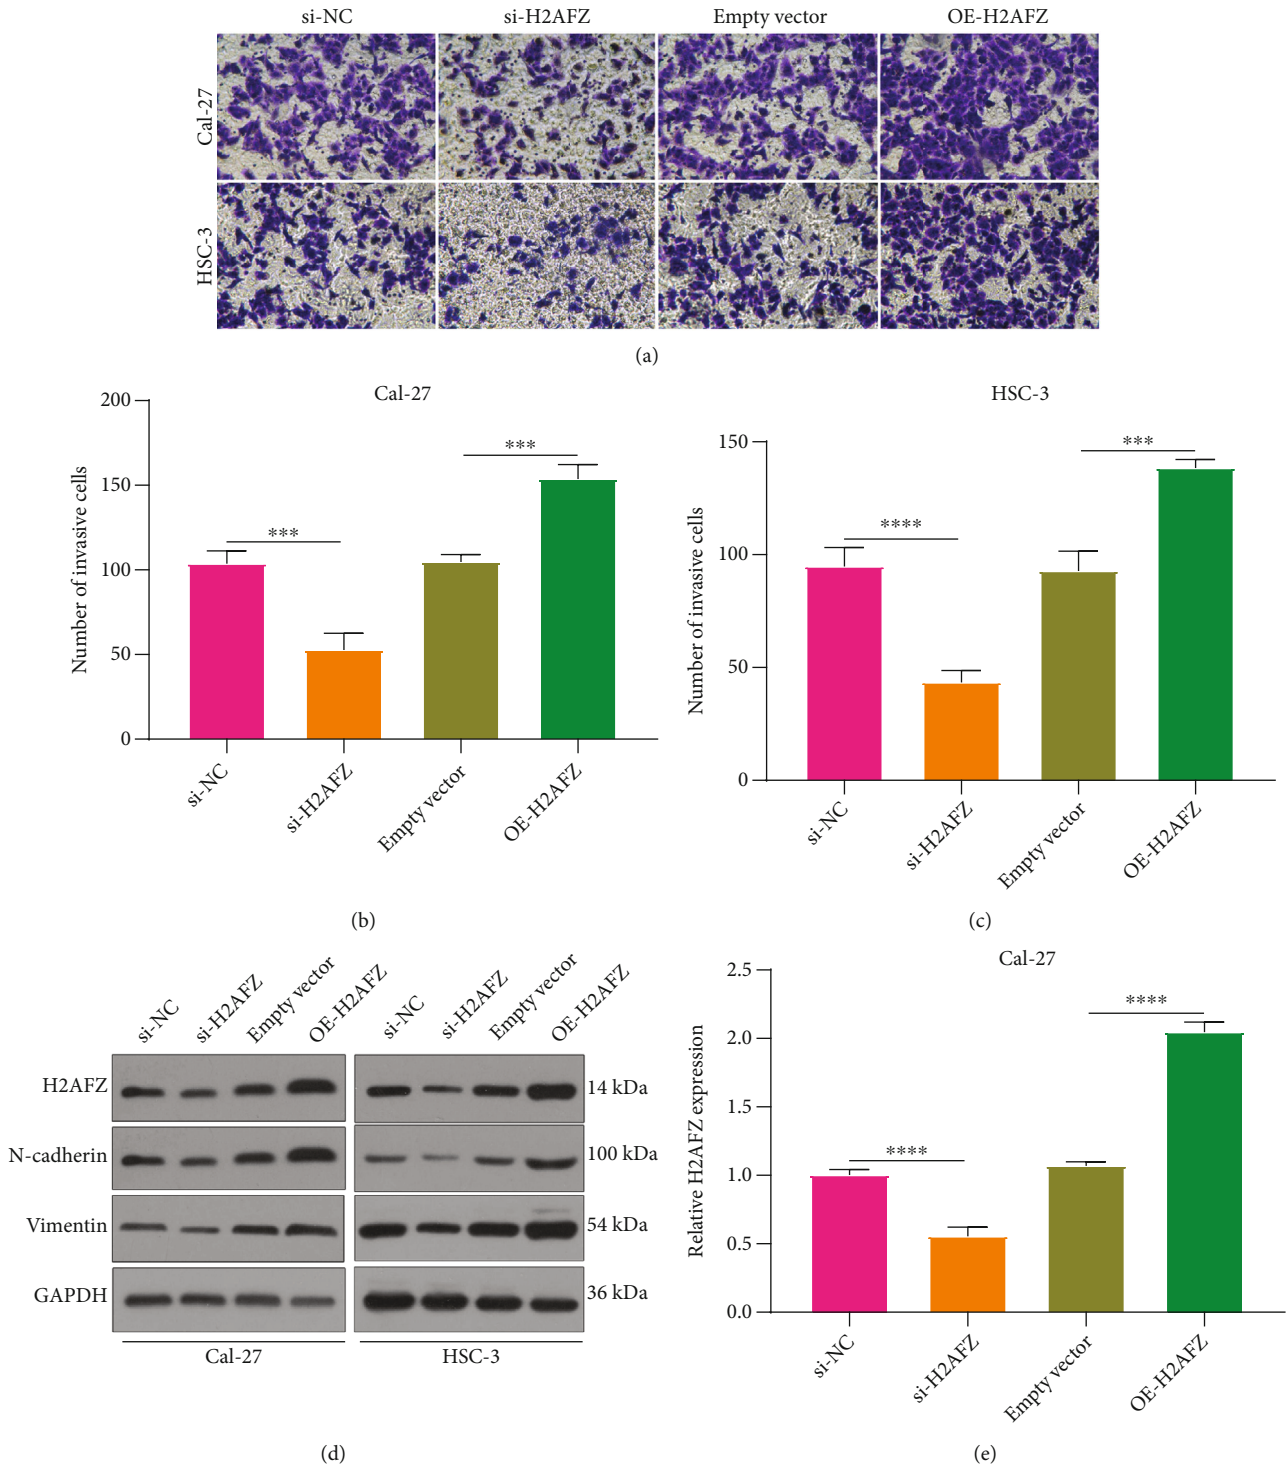 si-NC si-H2AFZ Empty vector OE-H2AFZ
Cal-27
HSC-3
(a)
Cal-27
Number of invasive cells
200
150
100
50
0
***
***
si-NC
si-H2AFZ
Empty vector
OE-H2AFZ
(b)
HSC-3
Number of invasive cells
150
100
50
0
****
***
si-NC
si-H2AFZ
Empty vector
OE-H2AFZ
(c)
si-NC
si-H2AFZ
Empty vector
OE-H2AFZ
si-NC
si-H2AFZ
Empty vector
OE-H2AFZ
H2AFZ 14 kDa
N-cadherin 100 kDa
Vimentin 54 kDa
GAPDH 36 kDa
Cal-27 HSC-3
(d)
Cal-27
Relative H2AFZ expression
2.5
2.0
1.5
1.0
0.5
0.0
****
****
si-NC
si-H2AFZ
Empty vector
OE-H2AFZ
(e)